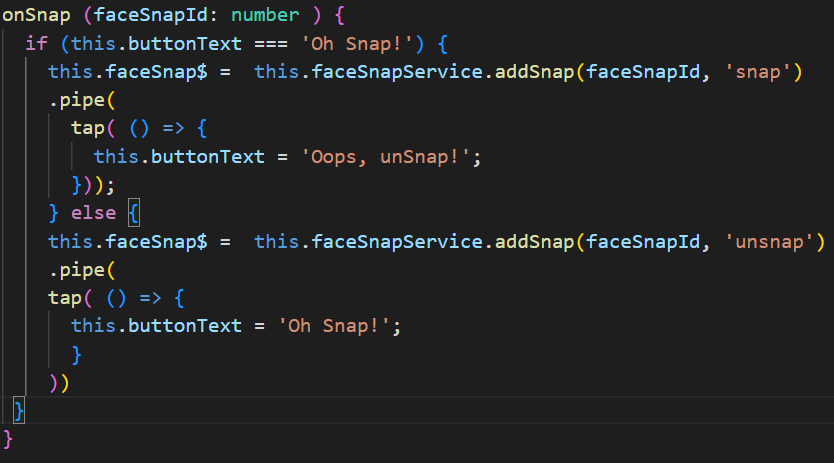 onSnap (faceSnapId: number ) {
  if (this.buttonText === 'Oh Snap!') {
    this.faceSnap$ =  this.faceSnapService.addSnap(faceSnapId, 'snap')
    .pipe(
      tap( () => {
        this.buttonText = 'Oops, unSnap!';
      }));
    } else {
    this.faceSnap$ =  this.faceSnapService.addSnap(faceSnapId, 'unsnap')
    .pipe(
    tap( () => {
      this.buttonText = 'Oh Snap!';
      }
    ))
 }
}